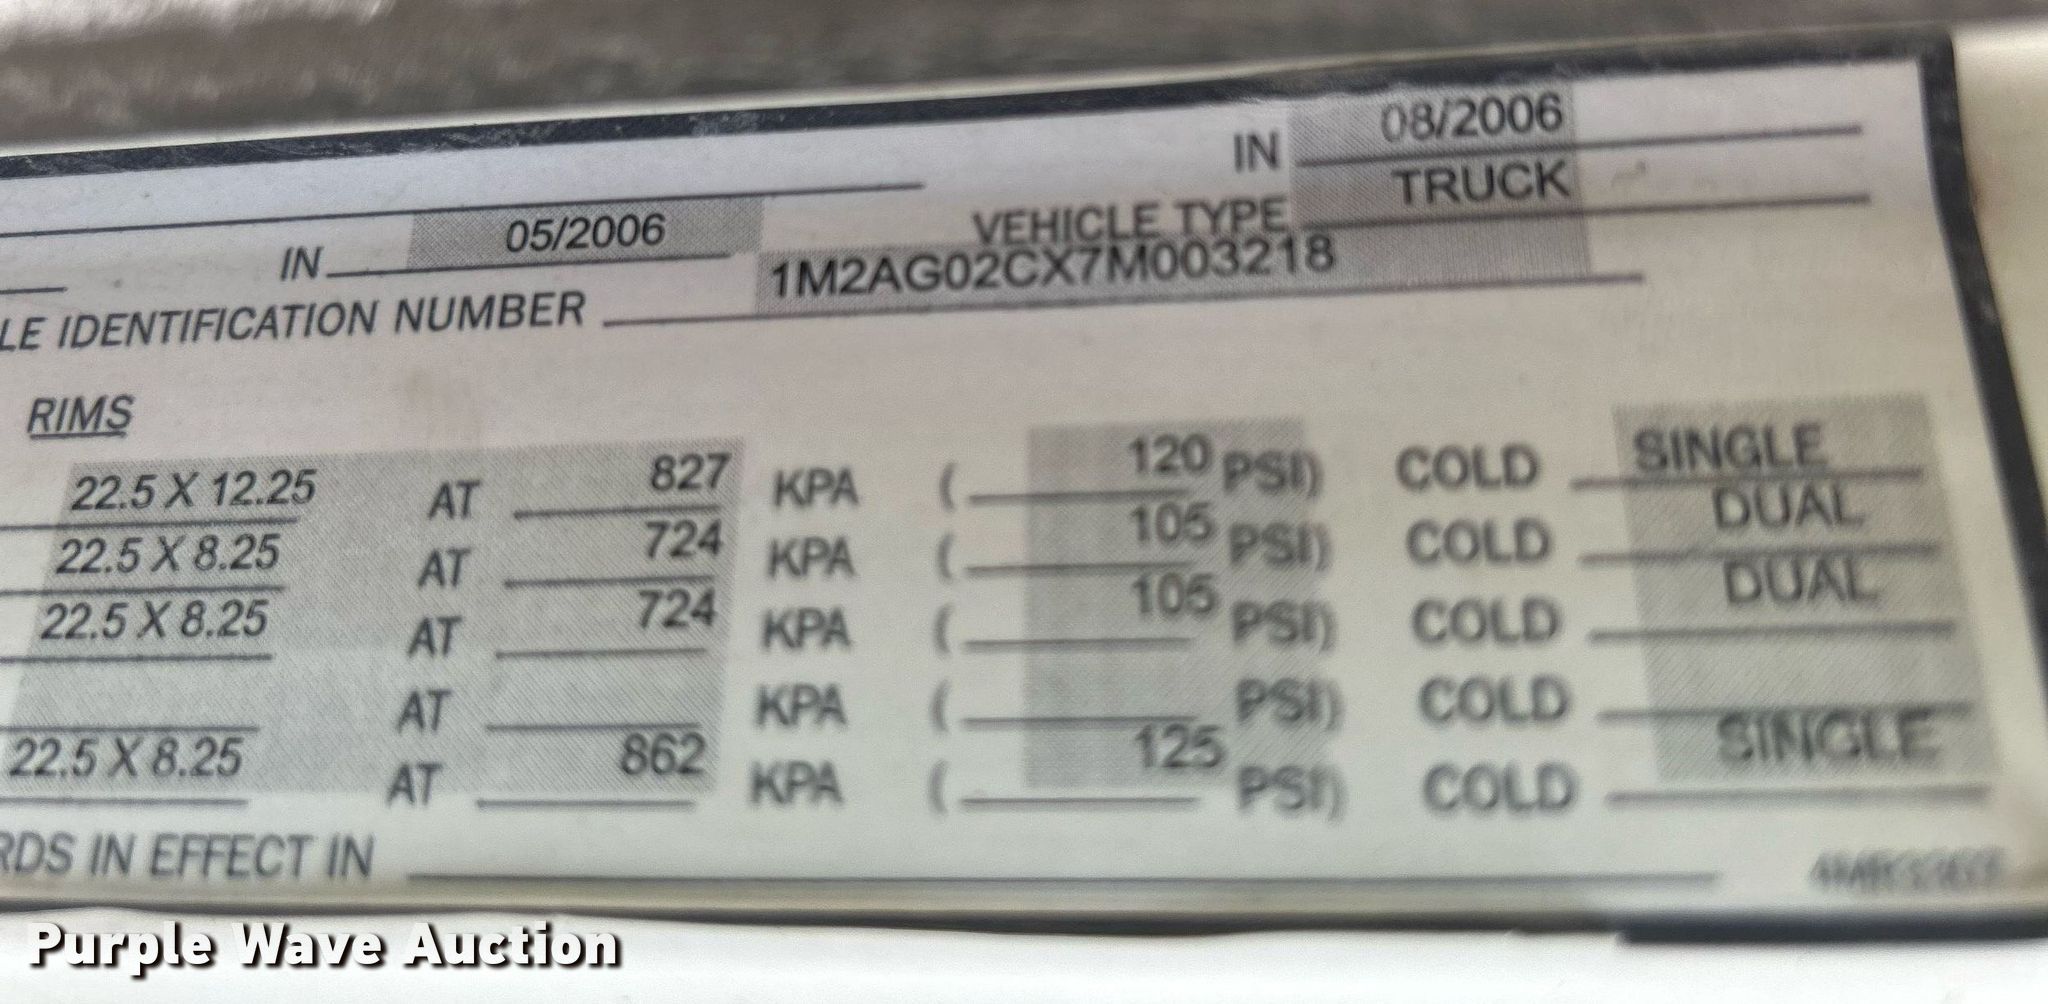 IN 08/2006
IN 05/2006 VEHICLE TYPE TRUCK
LE IDENTIFICATION NUMBER 1M2AG02CX7M003218
RIMS
22.5 X 12.25 AT 827 KPA ( 120 PSI) COLD SINGLE
22.5 X 8.25 AT 724 KPA ( 105 PSI) COLD DUAL
22.5 X 8.25 AT 724 KPA ( 105 PSI) COLD DUAL
AT KPA ( PSI) COLD
22.5 X 8.25 AT 862 KPA ( 125 PSI) COLD SINGLE
RDS IN EFFECT IN
Purple Wave Auction